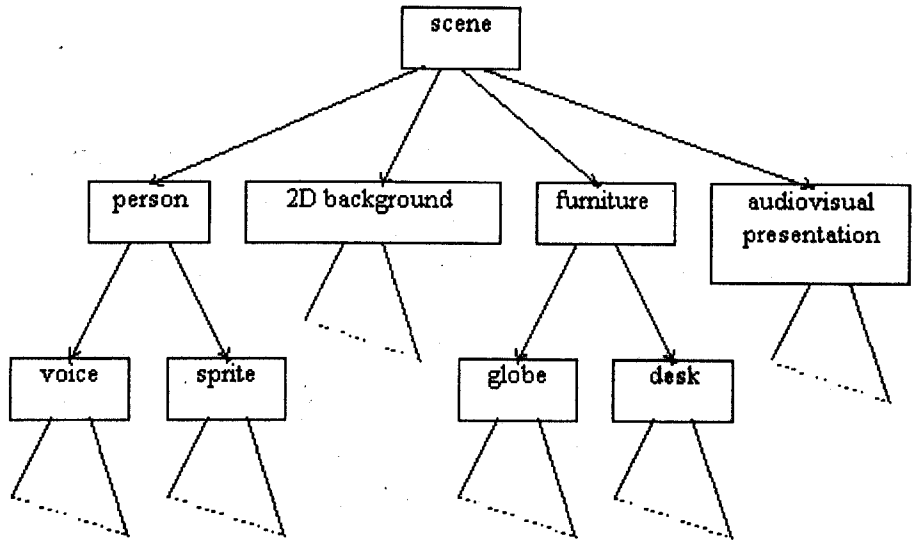 scene
person
2D background
furniture
audiovisual
presentation
voice
sprite
globe
desk